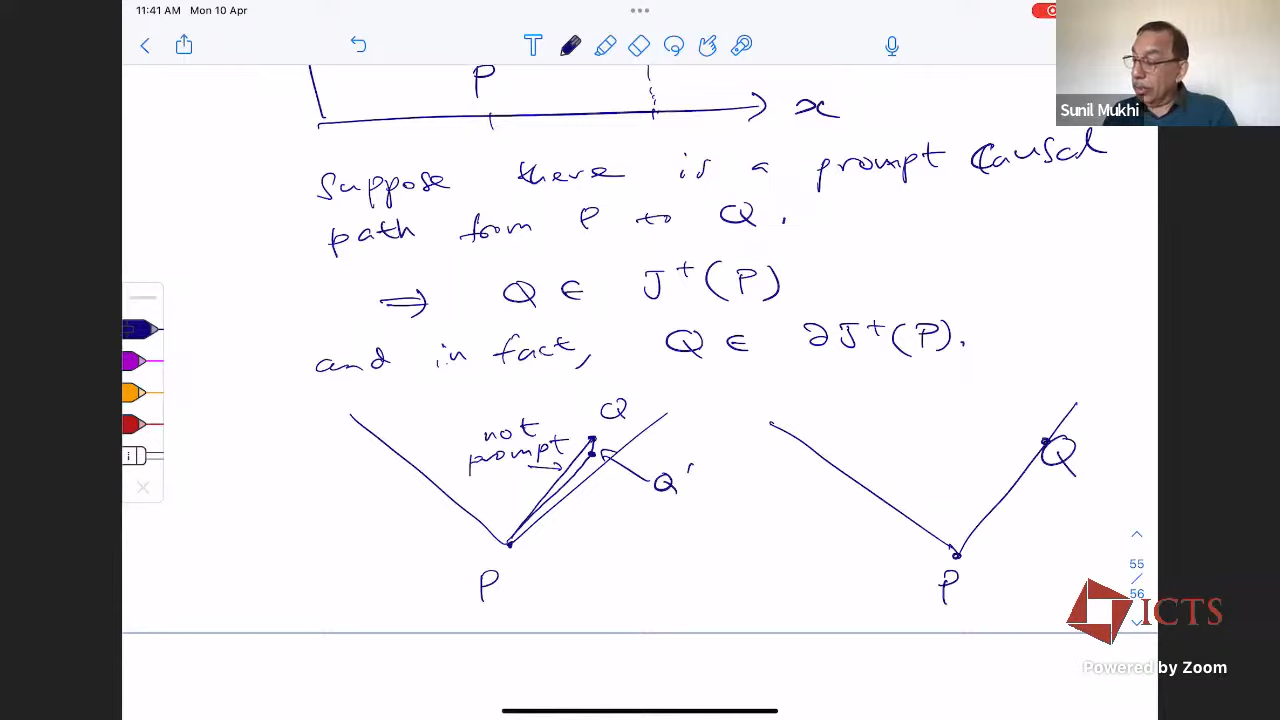 11:41 AM Mon 10 Apr
Sunil Mukhi
T
P
x
Suppose there is a prompt causal
path from P to Q.
⇒ Q ∈ J⁺(P)
and in fact, Q ∈ ∂J⁺(P).
Q
not
prompt
Q'
P
Q
P
55
/
56
ICTS
Powered by Zoom